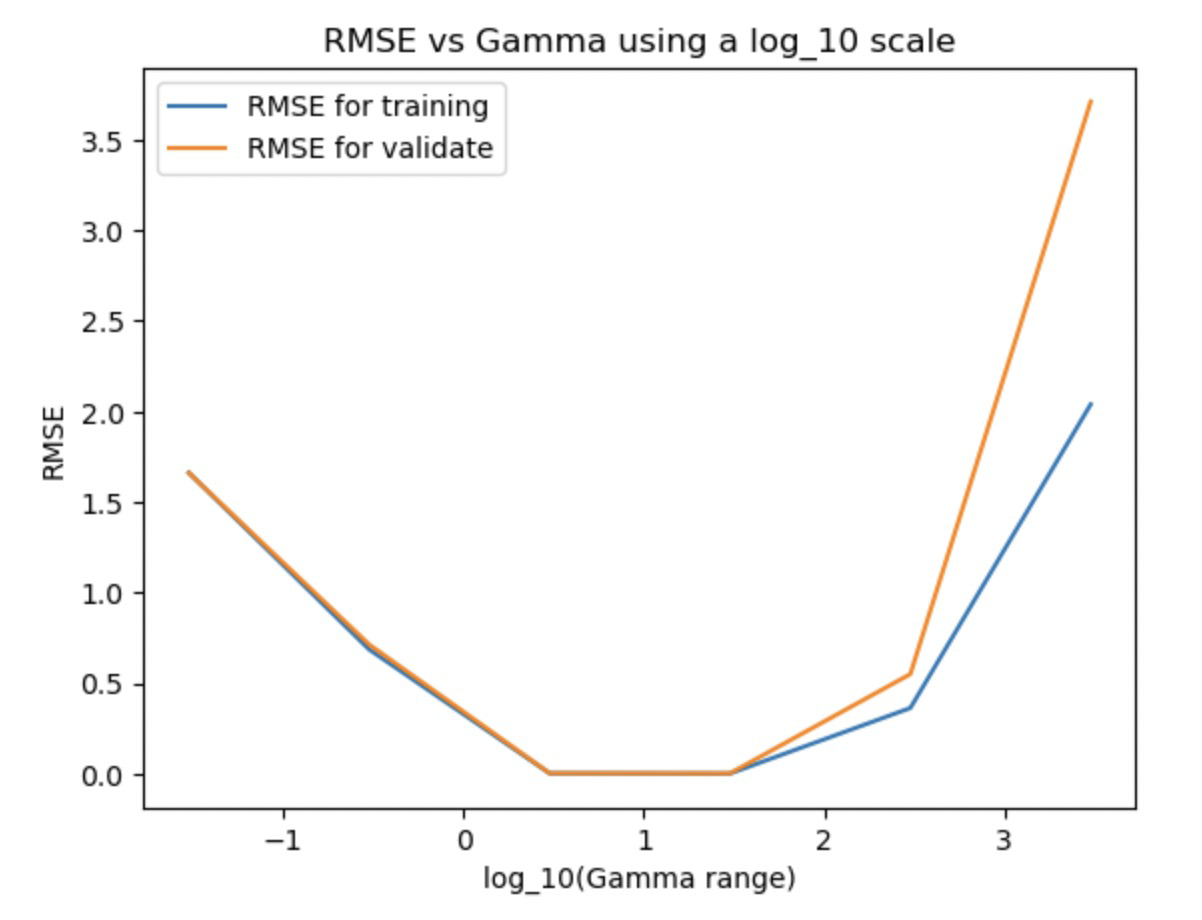 RMSE vs Gamma using a log_10 scale
RMSE for training
RMSE for validate
3.5
3.0
2.5
2.0
1.5
1.0
0.5
0.0
RMSE
−1
0
1
2
3
log_10(Gamma range)